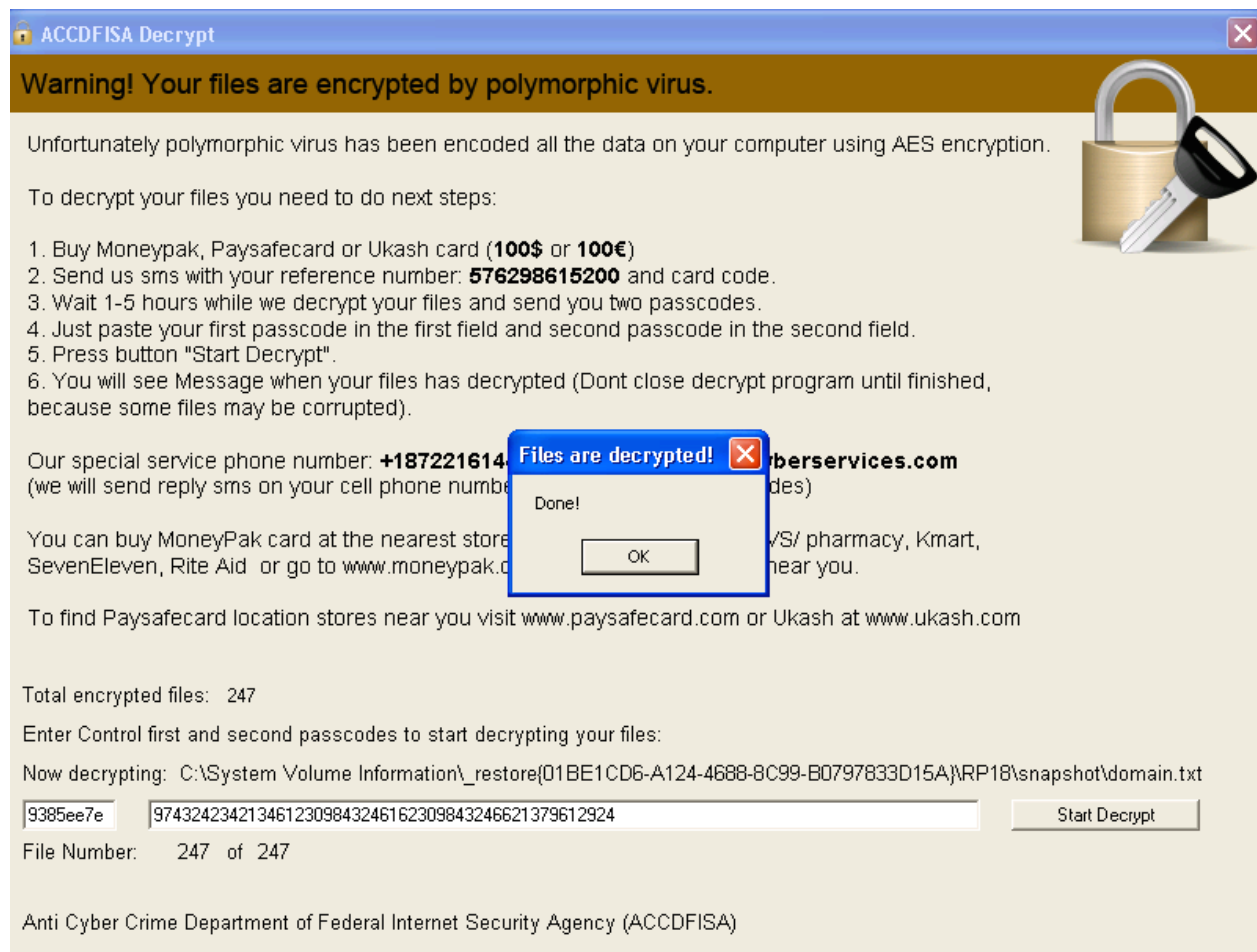 ACCDFISA Decrypt
Warning! Your files are encrypted by polymorphic virus.
Unfortunately polymorphic virus has been encoded all the data on your computer using AES encryption.
To decrypt your files you need to do next steps:
1. Buy Moneypak, Paysafecard or Ukash card (100$ or 100€)
2. Send us sms with your reference number: 576298615200 and card code.
3. Wait 1-5 hours while we decrypt your files and send you two passcodes.
4. Just paste your first passcode in the first field and second passcode in the second field.
5. Press button "Start Decrypt".
6. You will see Message when your files has decrypted (Dont close decrypt program until finished,
because some files may be corrupted).
Our special service phone number:
(we will send reply sms on your cell phone
You can buy MoneyPak card at the nearest store / pharmacy, Kmart,
SevenEleven, Rite Aid or go to near you.
Files are decrypted!
Done!
OK
To find Paysafecard location stores near you visit www.paysafecard.com or Ukash at www.ukash.com
Total encrypted files: 247
Enter Control first and second passcodes to start decrypting your files:
Now decrypting: C:\System Volume Information\_restore{01BE1CD6-A124-4688-8C99-B0797833D15A}\RP18\snapshot\domain.txt
9385ee7e 9743242342134612309843246162309843246621379612924 Start Decrypt
File Number: 247 of 247
Anti Cyber Crime Department of Federal Internet Security Agency (ACCDFISA)